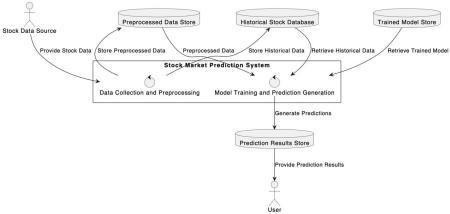 Stock Data Source
Preprocessed Data Store
Historical Stock Database
Trained Model Store
Provide Stock Data
Store Preprocessed Data
Preprocessed Data
Store Historical Data
Retrieve Historical Data
Retrieve Trained Model
Stock Market Prediction System
Data Collection and Preprocessing
Model Training and Prediction Generation
Generate Predictions
Prediction Results Store
Provide Prediction Results
User